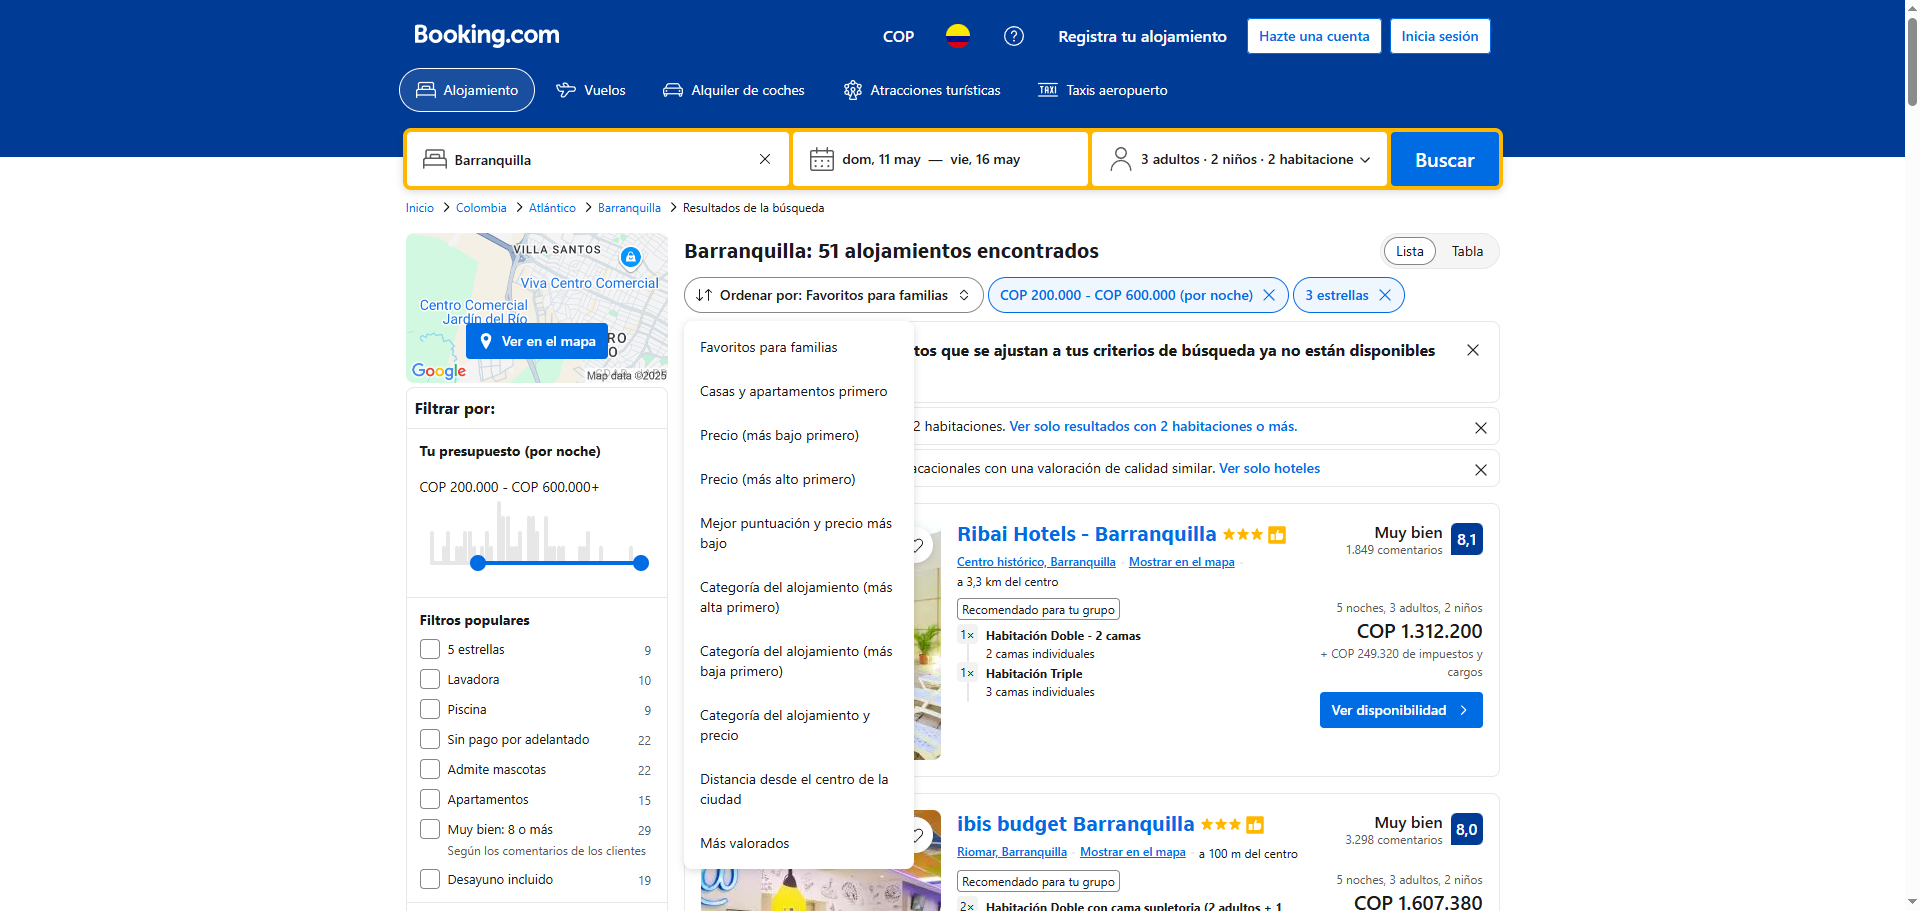 Booking.com
COP
Registra tu alojamiento
Hazte una cuenta
Inicia sesión
Alojamiento
Vuelos
Alquiler de coches
Atracciones turísticas
TAXI Taxis aeropuerto
Barranquilla
dom, 11 may — vie, 16 may
3 adultos · 2 niños · 2 habitacione
Buscar
Inicio > Colombia > Atlántico > Barranquilla > Resultados de la búsqueda
VILLA SANTOS
Viva Centro Comercial
Centro Comercial
Jardín del Río
Ver en el mapa
RO
O
Google
Map data ©2025
Filtrar por:
Tu presupuesto (por noche)
COP 200.000 - COP 600.000+
Filtros populares
5 estrellas 9
Lavadora 10
Piscina 9
Sin pago por adelantado 22
Admite mascotas 22
Apartamentos 15
Muy bien: 8 o más 29
Según los comentarios de los clientes
Desayuno incluido 19
Barranquilla: 51 alojamientos encontrados
Lista
Tabla
Ordenar por: Favoritos para familias
COP 200.000 - COP 600.000 (por noche)
3 estrellas
Favoritos para familias
Casas y apartamentos primero
Precio (más bajo primero)
Precio (más alto primero)
Mejor puntuación y precio más
bajo
Categoría del alojamiento (más
alta primero)
Categoría del alojamiento (más
baja primero)
Categoría del alojamiento y
precio
Distancia desde el centro de la
ciudad
Más valorados
tos que se ajustan a tus criterios de búsqueda ya no están disponibles
2 habitaciones. Ver solo resultados con 2 habitaciones o más.
acacionales con una valoración de calidad similar. Ver solo hoteles
Ribai Hotels - Barranquilla
Centro histórico, Barranquilla · Mostrar en el mapa ·
a 3,3 km del centro
Recomendado para tu grupo
1× Habitación Doble - 2 camas
2 camas individuales
1× Habitación Triple
3 camas individuales
Muy bien
1.849 comentarios
8,1
5 noches, 3 adultos, 2 niños
COP 1.312.200
+ COP 249.320 de impuestos y
cargos
Ver disponibilidad
ibis budget Barranquilla
Riomar, Barranquilla · Mostrar en el mapa · a 100 m del centro
Recomendado para tu grupo
2× Habitación Doble con cama supletoria (2 adultos + 1
Muy bien
3.298 comentarios
8,0
5 noches, 3 adultos, 2 niños
COP 1.607.380